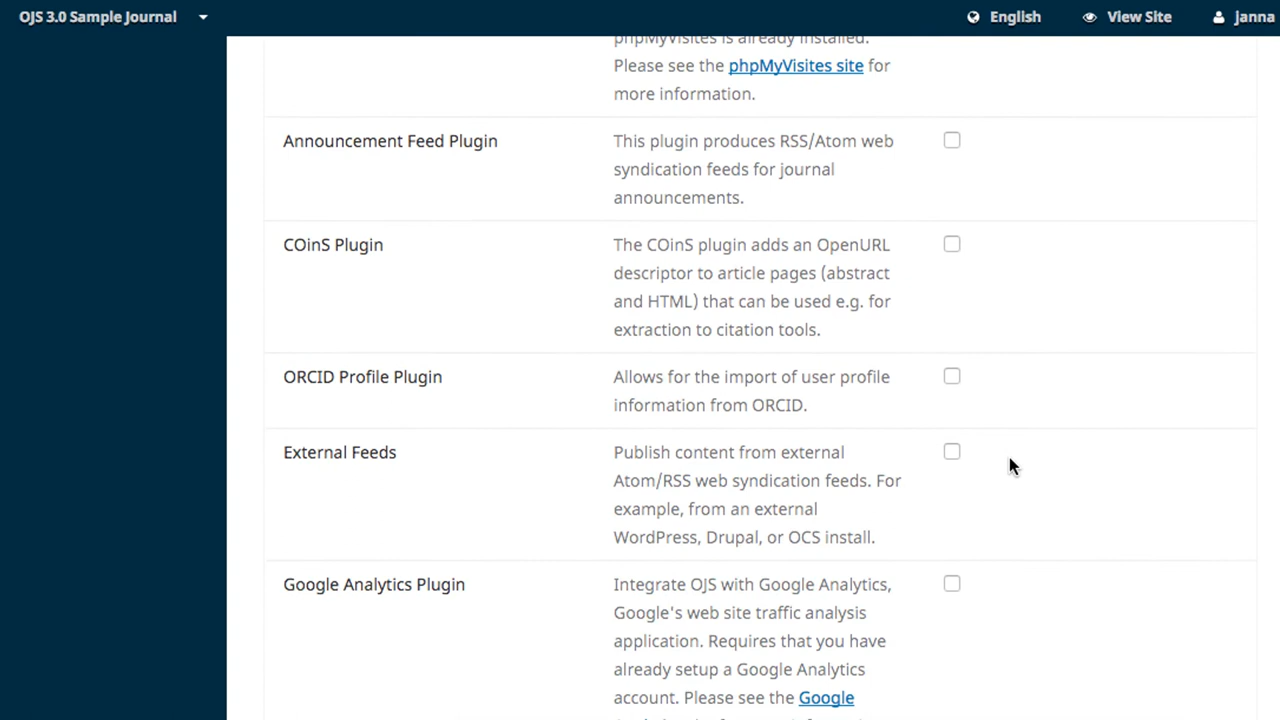 OJS 3.0 Sample Journal
English
View Site
janna
phpMyVisites is already installed.
Please see the phpMyVisites site for
more information.
Announcement Feed Plugin
This plugin produces RSS/Atom web
syndication feeds for journal
announcements.
COinS Plugin
The COinS plugin adds an OpenURL
descriptor to article pages (abstract
and HTML) that can be used e.g. for
extraction to citation tools.
ORCID Profile Plugin
Allows for the import of user profile
information from ORCID.
External Feeds
Publish content from external
Atom/RSS web syndication feeds. For
example, from an external
WordPress, Drupal, or OCS install.
Google Analytics Plugin
Integrate OJS with Google Analytics,
Google's web site traffic analysis
application. Requires that you have
already setup a Google Analytics
account. Please see the Google